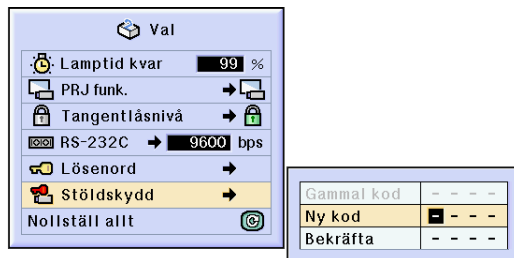 Val
Lamptid kvar 99 %
PRJ funk.
Tangentlåsnivå
RS-232C 9600 bps
Lösenord
Stöldskydd
Nollställ allt
Gammal kod - - - -
Ny kod - - - -
Bekräfta - - - -